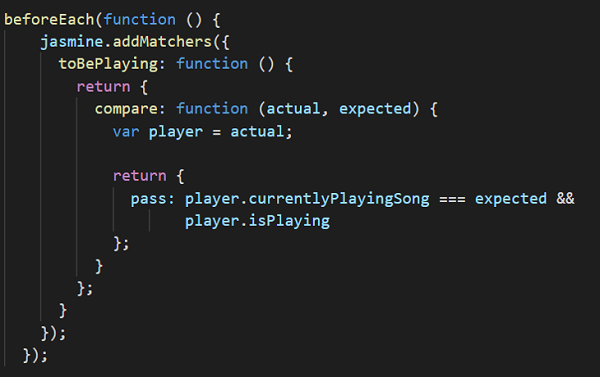 beforeEach(function () {
jasmine.addMatchers({
toBePlaying: function () {
return {
compare: function (actual, expected) {
var player = actual;
return {
pass: player.currentlyPlayingSong === expected &&
player.isPlaying
};
}
};
}
});
});